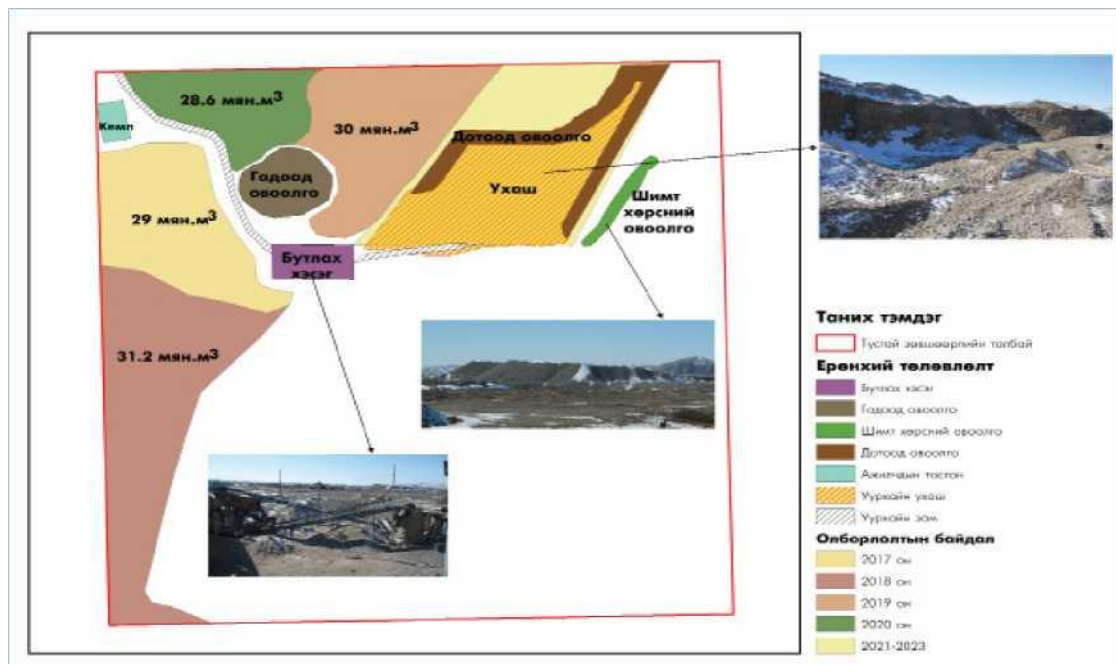 28.6 мян.м³
Кемп
30 мян.м³
Дотоод овоолго
Гадаад
овоолго
Ухаш
Шимт
хөрсний
овоолго
29 мян.м³
Бутлах
хэсэг
31.2 мян.м³
Таних тэмдэг
Тусгай зөвшөөрлийн талбай
Ерөнхий төлөвлөлт
Бутлах хэсэг
Гадаад овоолго
Шимт хөрсний овоолго
Дотоод овоолго
Ажилчдын тосгон
Уурхайн ухаш
Уурхайн зам
Олборлолтын байдал
2017 он
2018 он
2019 он
2020 он
2021-2023